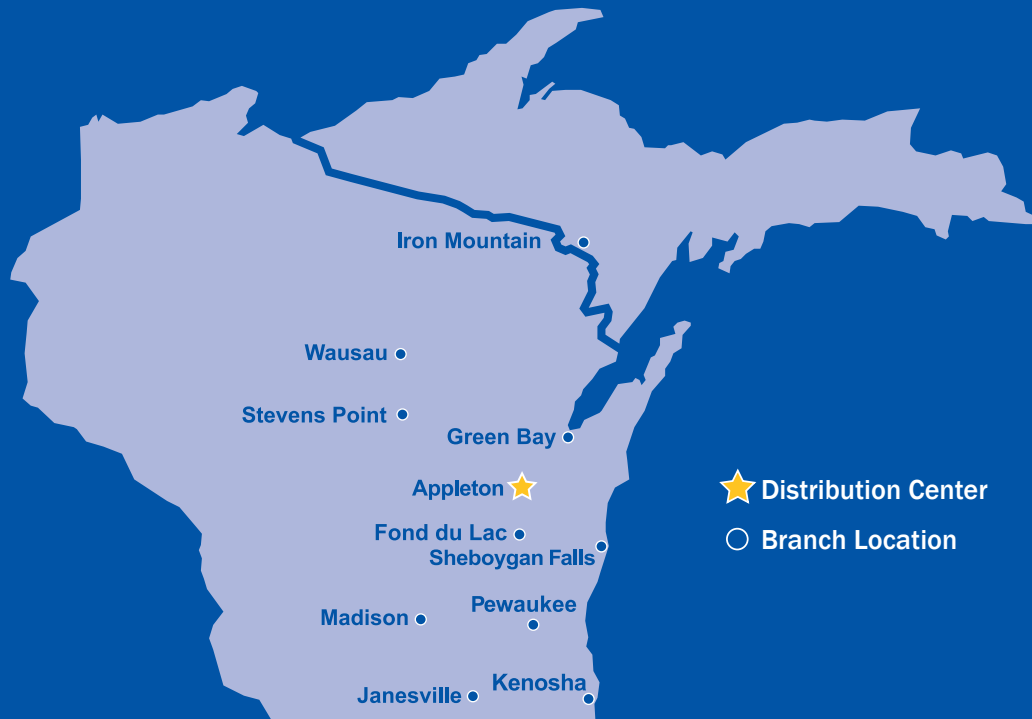 Iron Mountain
Wausau
Stevens Point
Green Bay
Appleton
Distribution Center
Fond du Lac
Branch Location
Sheboygan Falls
Pewaukee
Madison
Kenosha
Janesville